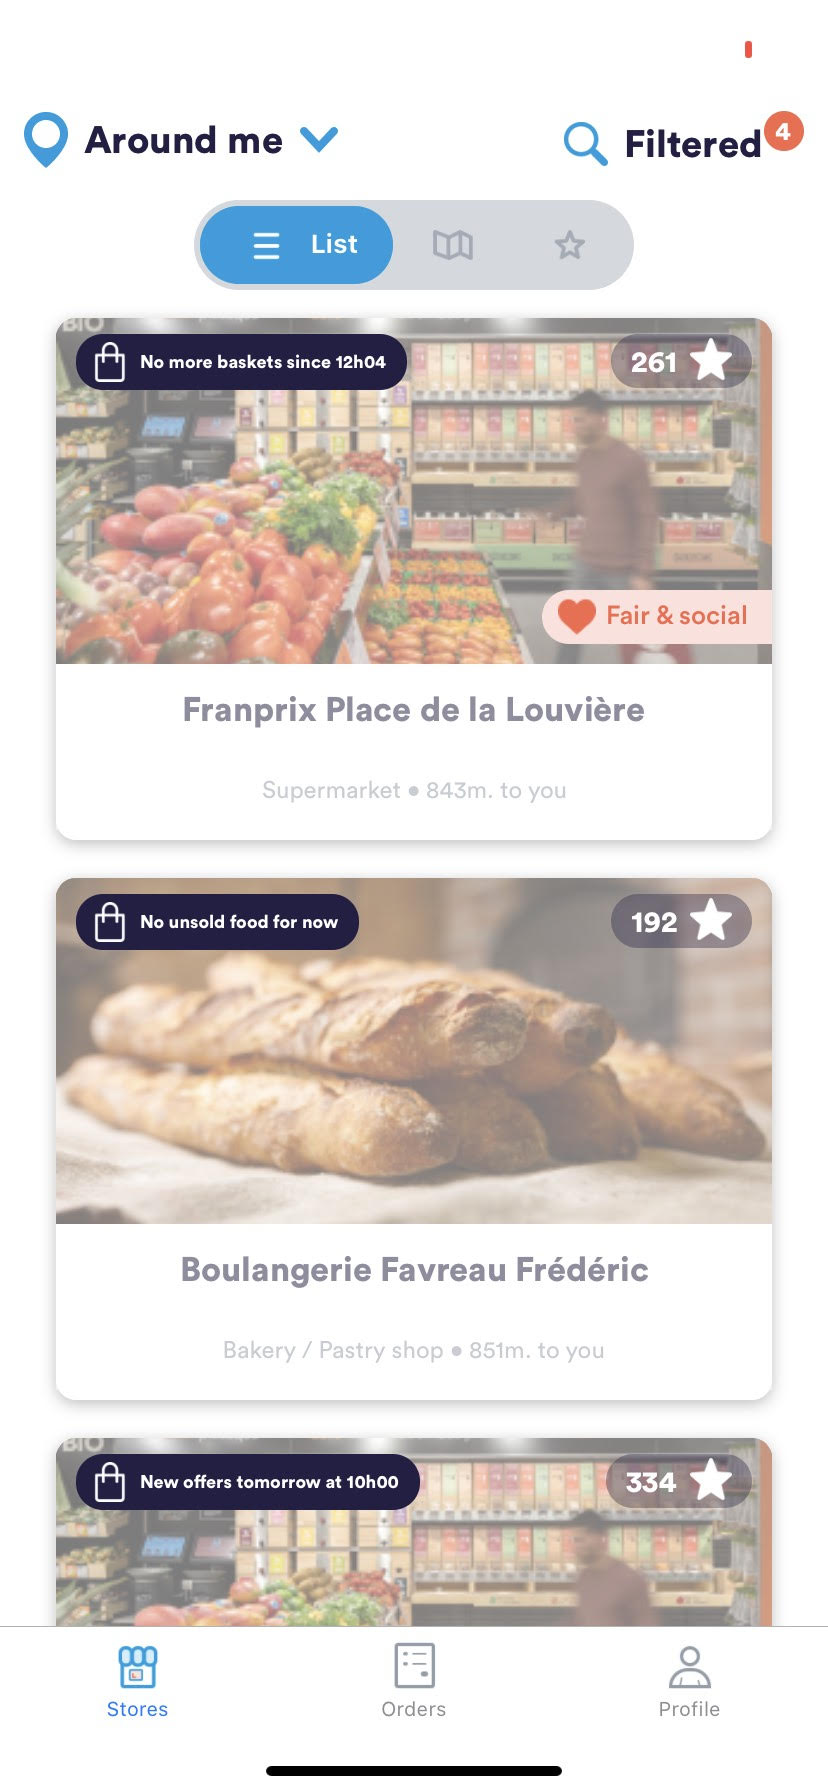 Around me
Filtered 4
List
BIO
No more baskets since 12h04
261
Fair & social
Franprix Place de la Louvière
Supermarket • 843m. to you
No unsold food for now
192
Boulangerie Favreau Frédéric
Bakery / Pastry shop • 851m. to you
BIO
New offers tomorrow at 10h00
334
Stores
Orders
Profile